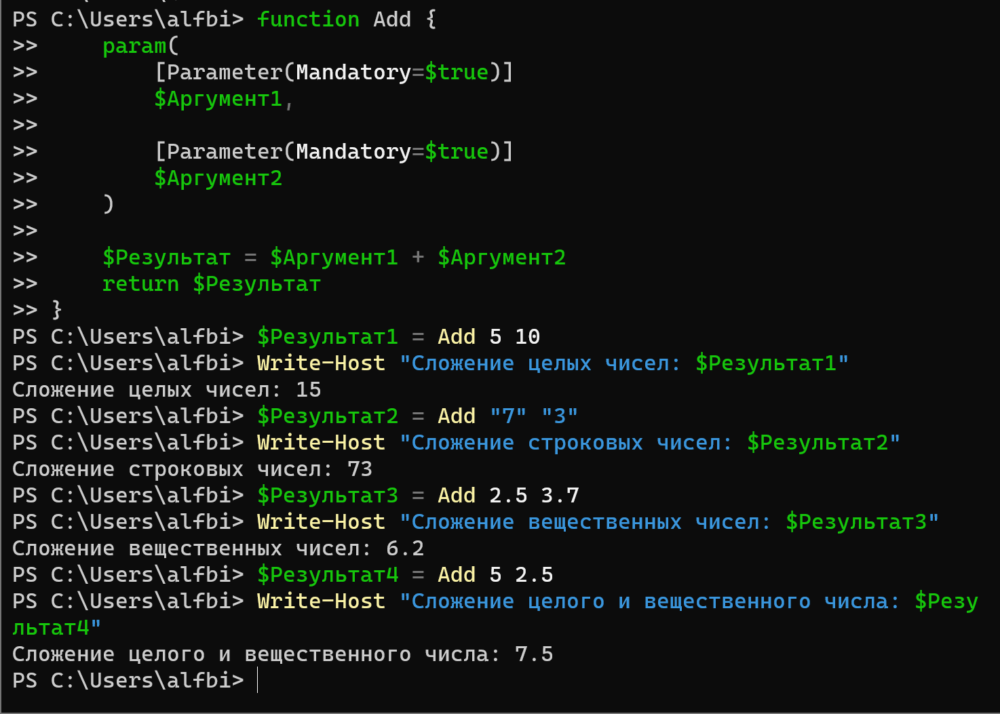 PS C:\Users\alfbi> function Add {
>>     param(
>>         [Parameter(Mandatory=$true)]
>>         $Аргумент1,
>>
>>         [Parameter(Mandatory=$true)]
>>         $Аргумент2
>>     )
>>
>>     $Результат = $Аргумент1 + $Аргумент2
>>     return $Результат
>> }
PS C:\Users\alfbi> $Результат1 = Add 5 10
PS C:\Users\alfbi> Write-Host "Сложение целых чисел: $Результат1"
Сложение целых чисел: 15
PS C:\Users\alfbi> $Результат2 = Add "7" "3"
PS C:\Users\alfbi> Write-Host "Сложение строковых чисел: $Результат2"
Сложение строковых чисел: 73
PS C:\Users\alfbi> $Результат3 = Add 2.5 3.7
PS C:\Users\alfbi> Write-Host "Сложение вещественных чисел: $Результат3"
Сложение вещественных чисел: 6.2
PS C:\Users\alfbi> $Результат4 = Add 5 2.5
PS C:\Users\alfbi> Write-Host "Сложение целого и вещественного числа: $Резу
льтат4"
Сложение целого и вещественного числа: 7.5
PS C:\Users\alfbi>